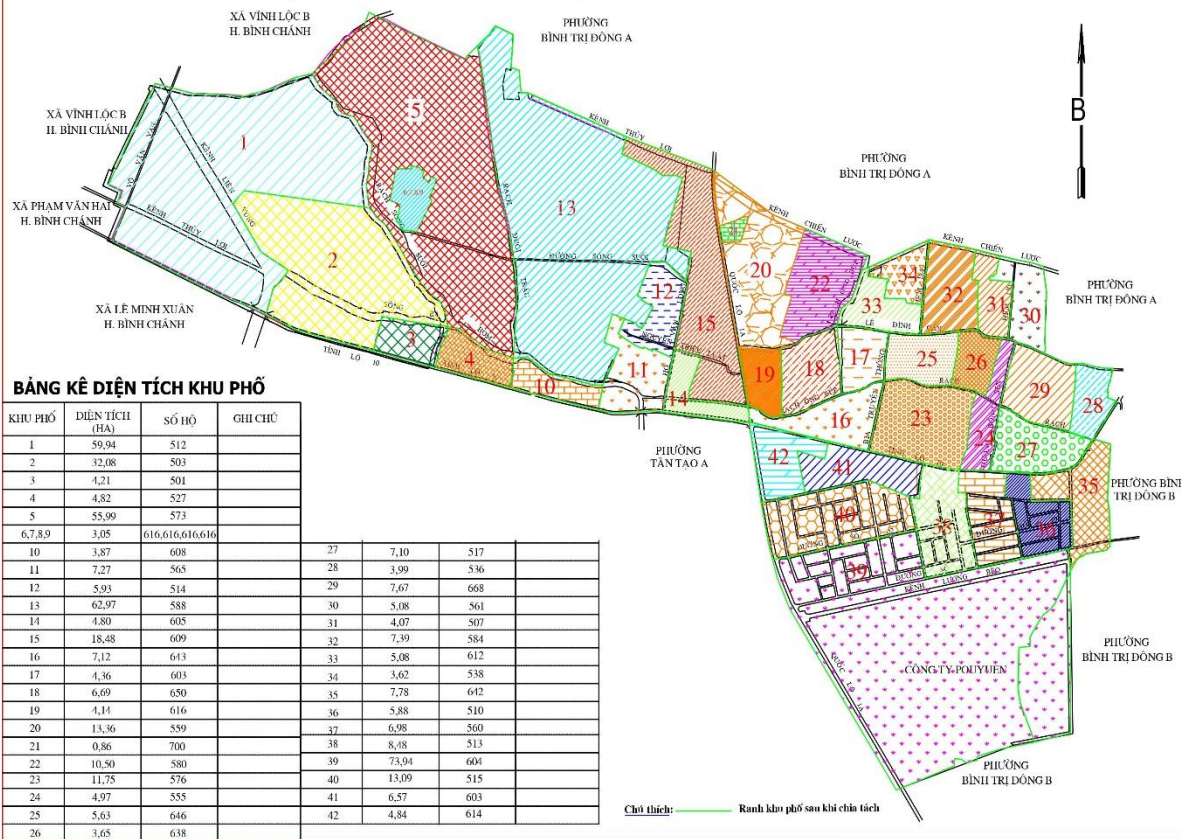 XÃ VĨNH LỘC B
H. BÌNH CHÁNH
PHƯỜNG
BÌNH TRỊ ĐÔNG A
XÃ VĨNH LỘC B
H. BÌNH CHÁNH
B
PHƯỜNG
BÌNH TRỊ ĐÔNG A
XÃ PHẠM VĂN HAI
H. BÌNH CHÁNH
PHƯỜNG
BÌNH TRỊ ĐÔNG A
XÃ LÊ MINH XUÂN
H. BÌNH CHÁNH
PHƯỜNG
TÂN TẠO A
PHƯỜNG BÌNH
TRỊ ĐÔNG B
PHƯỜNG
BÌNH TRỊ ĐÔNG B
PHƯỜNG
BÌNH TRỊ ĐÔNG B
1
2
3
4
5
6,7,8,9
10
11
12
13
14
15
16
17
18
19
20
22
23
24
25
26
27
28
29
30
31
32
33
34
35
36
37
38
39
40
41
42
KÊNH THỦY LỢI
KÊNH THỦY LỢI
KÊNH CHIẾN LƯỢC
KÊNH CHIẾN LƯỢC
TỈNH LỘ 10
QUỐC LỘ 1A
QUỐC LỘ 1A
KÊNH LƯƠNG BÈO
CÔNG TY POUYUEN
BẢNG KÊ DIỆN TÍCH KHU PHỐ
KHU PHỐ DIỆN TÍCH (HA) SỐ HỘ GHI CHÚ
1 59,94 512
2 32,08 503
3 4,21 501
4 4,82 527
5 55,99 573
6,7,8,9 3,05 616,616,616,616
10 3,87 608
11 7,27 565
12 5,93 514
13 62,97 588
14 4.80 605
15 18,48 609
16 7,12 643
17 4,36 603
18 6,69 650
19 4,14 616
20 13,36 559
21 0,86 700
22 10,50 580
23 11,75 576
24 4,97 555
25 5,63 646
26 3,65 638
27 7,10 517
28 3,99 536
29 7,67 668
30 5,08 561
31 4,07 507
32 7,39 584
33 5,08 612
34 3,62 538
35 7,78 642
36 5,88 510
37 6,98 560
38 8,48 513
39 73,94 604
40 13,09 515
41 6,57 603
42 4,84 614
Chú thích: Ranh khu phố sau khi chia tách